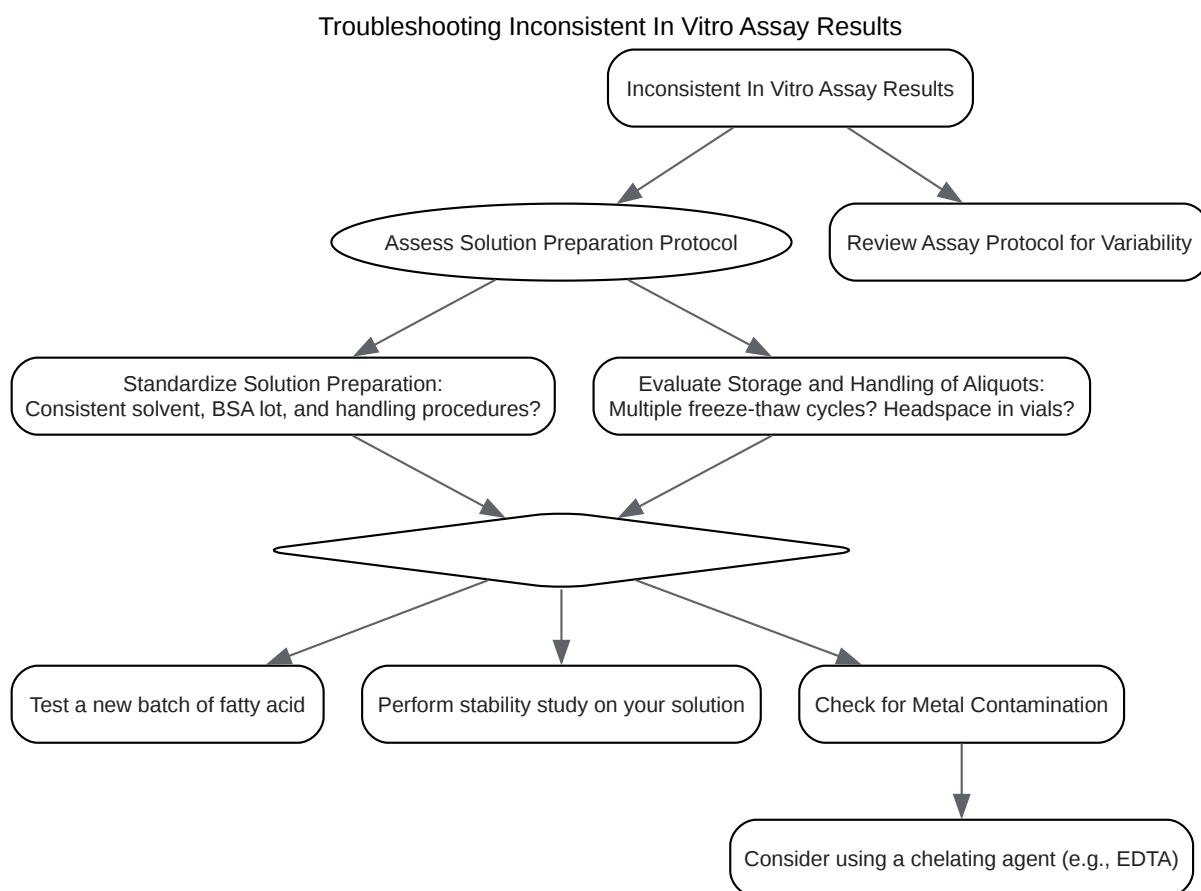 Troubleshooting Inconsistent In Vitro Assay Results
Inconsistent In Vitro Assay Results
Assess Solution Preparation Protocol
Review Assay Protocol for Variability
Standardize Solution Preparation:
Consistent solvent, BSA lot, and handling procedures?
Evaluate Storage and Handling of Aliquots:
Multiple freeze-thaw cycles? Headspace in vials?
Test a new batch of fatty acid
Perform stability study on your solution
Check for Metal Contamination
Consider using a chelating agent (e.g., EDTA)